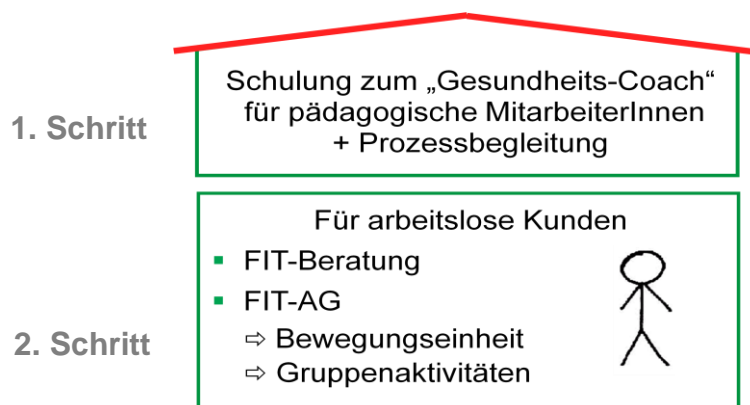 1. Schritt
Schulung zum „Gesundheits-Coach“
für pädagogische MitarbeiterInnen
+ Prozessbegleitung
2. Schritt
Für arbeitslose Kunden
▪ FIT-Beratung
▪ FIT-AG
⇨ Bewegungseinheit
⇨ Gruppenaktivitäten